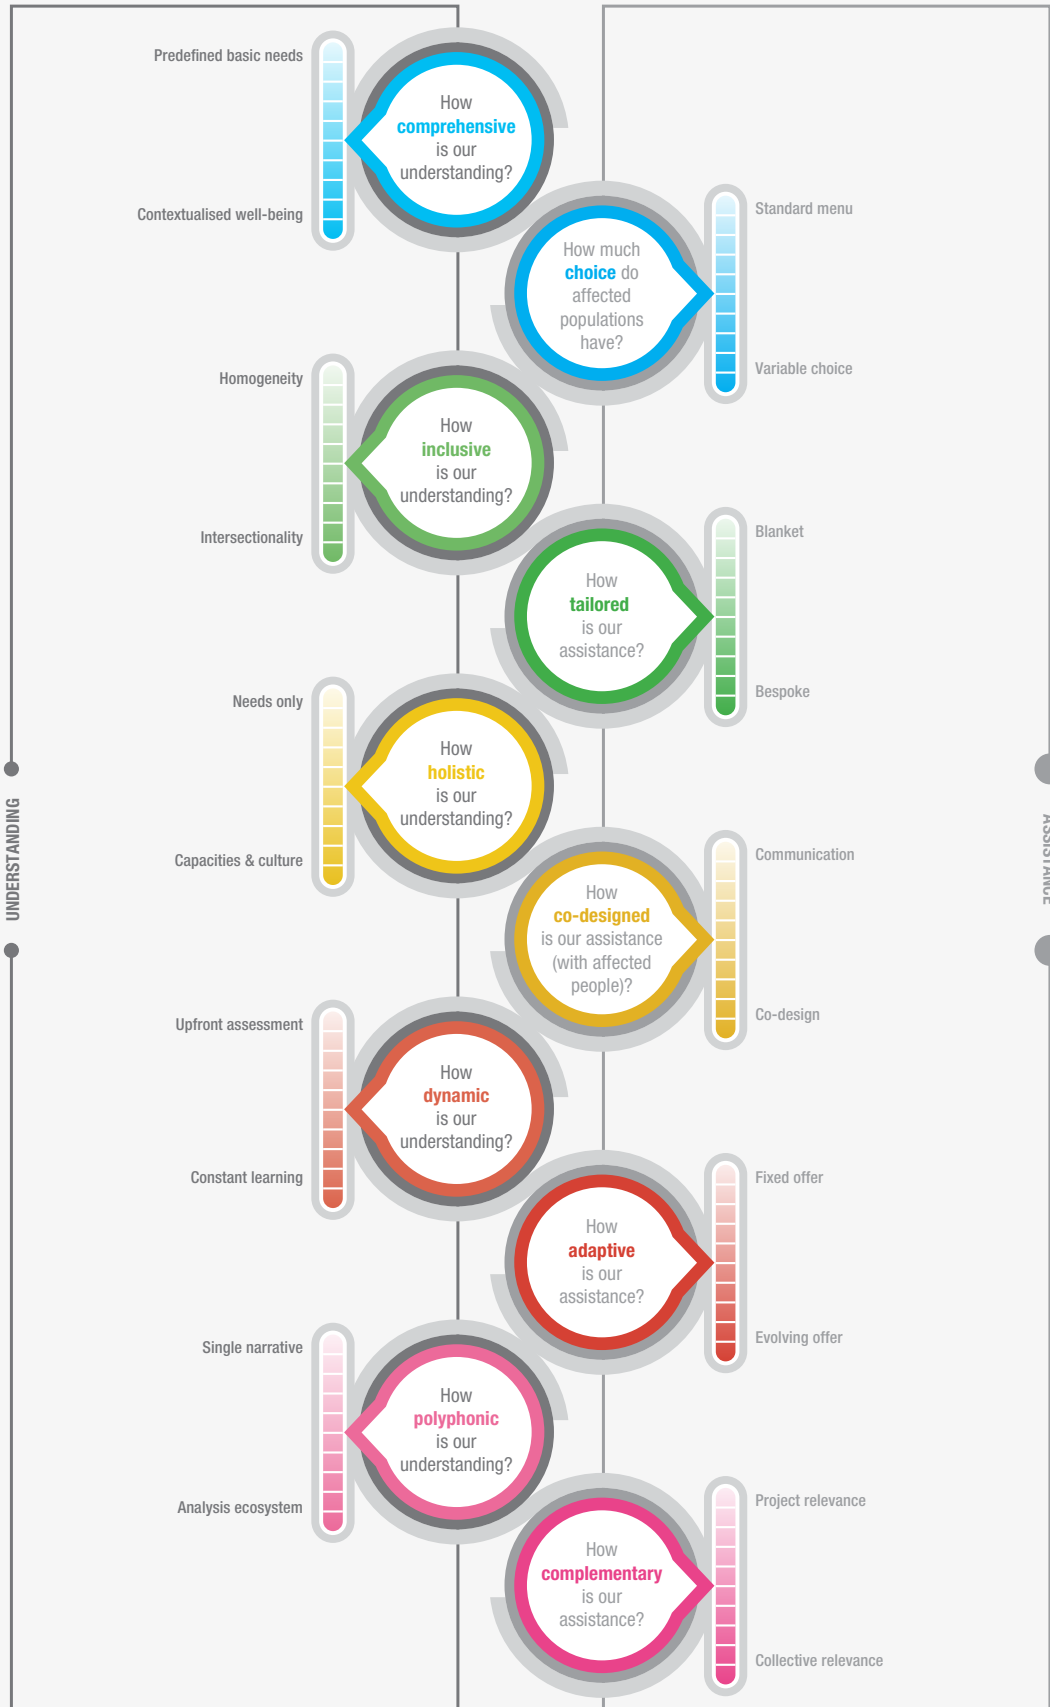 Predefined basic needs
Contextualised well-being
How
comprehensive
is our
understanding?
How much
choice do
affected
populations
have?
Standard menu
Variable choice
Homogeneity
Intersectionality
How
inclusive
is our
understanding?
How
tailored
is our
assistance?
Blanket
Bespoke
Needs only
Capacities & culture
How
holistic
is our
understanding?
UNDERSTANDING
How
co-designed
is our assistance
(with affected
people)?
Communication
Co-design
ASSISTANCE
Upfront assessment
Constant learning
How
dynamic
is our
understanding?
How
adaptive
is our
assistance?
Fixed offer
Evolving offer
Single narrative
Analysis ecosystem
How
polyphonic
is our
understanding?
How
complementary
is our
assistance?
Project relevance
Collective relevance